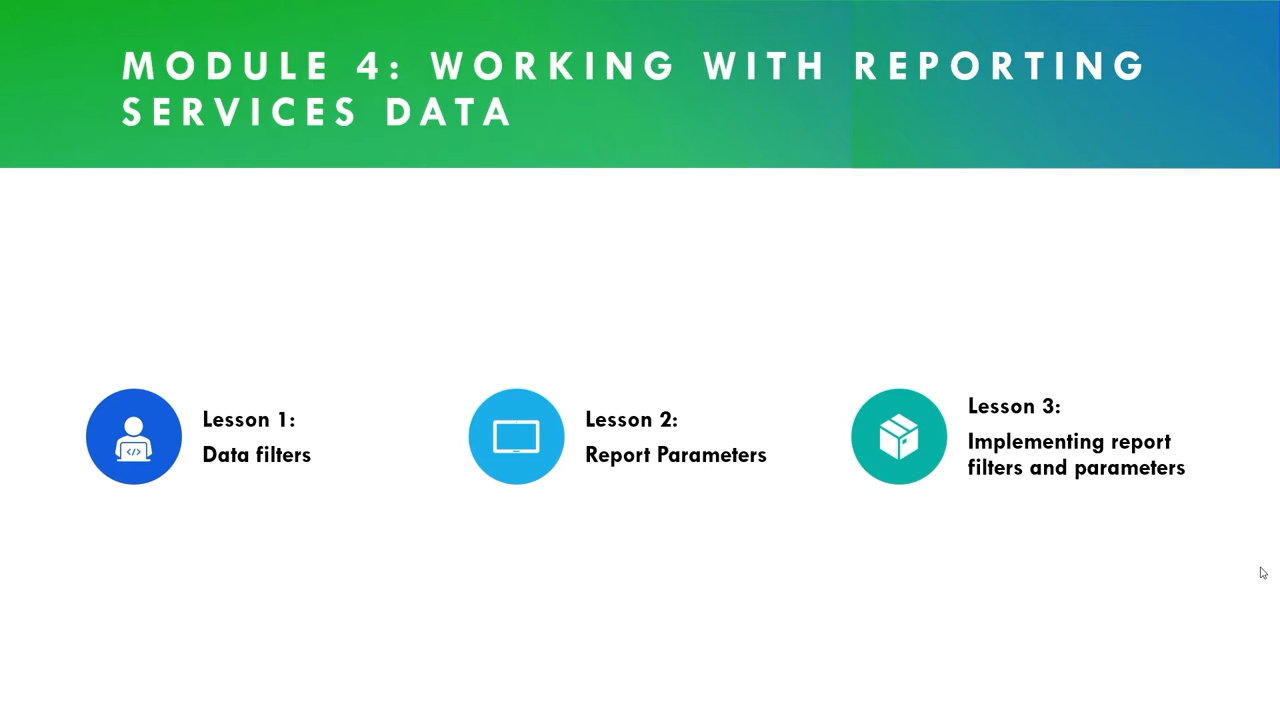 MODULE 4: WORKING WITH REPORTING
SERVICES DATA
Lesson 1:
Data filters
Lesson 2:
Report Parameters
Lesson 3:
Implementing report
filters and parameters